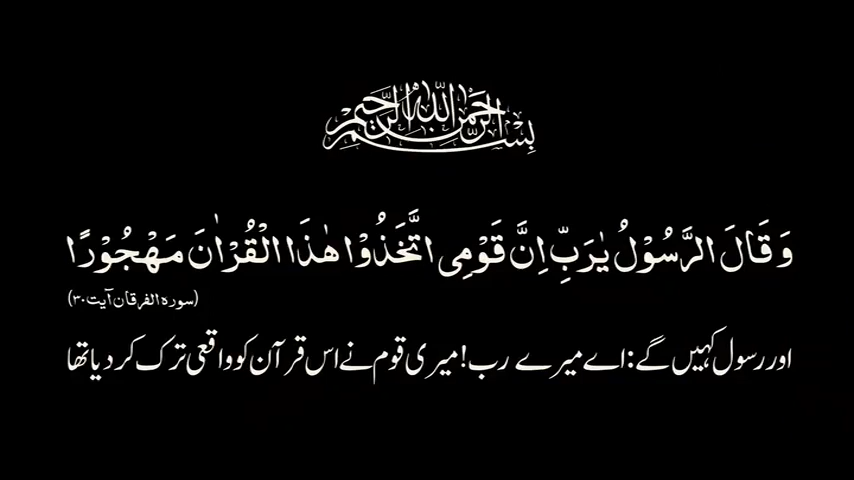 بِسْمِ اللهِ الرَّحْمٰنِ الرَّحِيْمِ
وَقَالَ الرَّسُوْلُ يٰرَبِّ اِنَّ قَوْمِى اتَّخَذُوْا هٰذَا الْقُرْاٰنَ مَهْجُوْرًا
(سورہ الفرقان آیت ۳۰)
اور رسول کہیں گے: اے میرے رب! میری قوم نے اس قرآن کو واقعی ترک کر دیا تھا